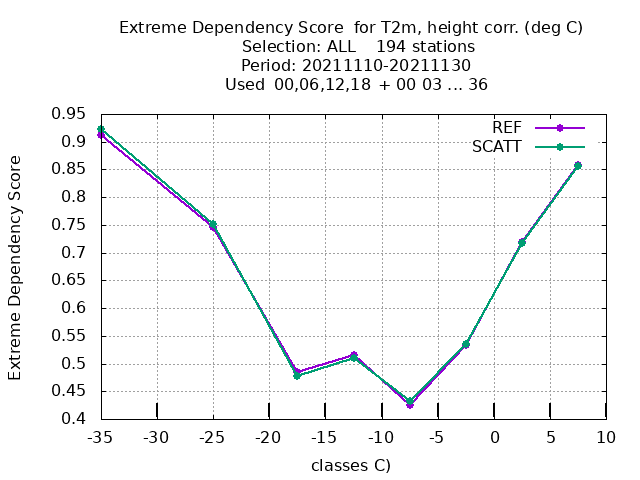 Extreme Dependency Score  for T2m, height corr. (deg C)
Selection: ALL    194 stations
Period: 20211110-20211130
Used  00,06,12,18 + 00 03 ... 36
REF
SCATT
Extreme Dependency Score
0.95
0.9
0.85
0.8
0.75
0.7
0.65
0.6
0.55
0.5
0.45
0.4
-35 -30 -25 -20 -15 -10 -5 0 5 10
classes C)